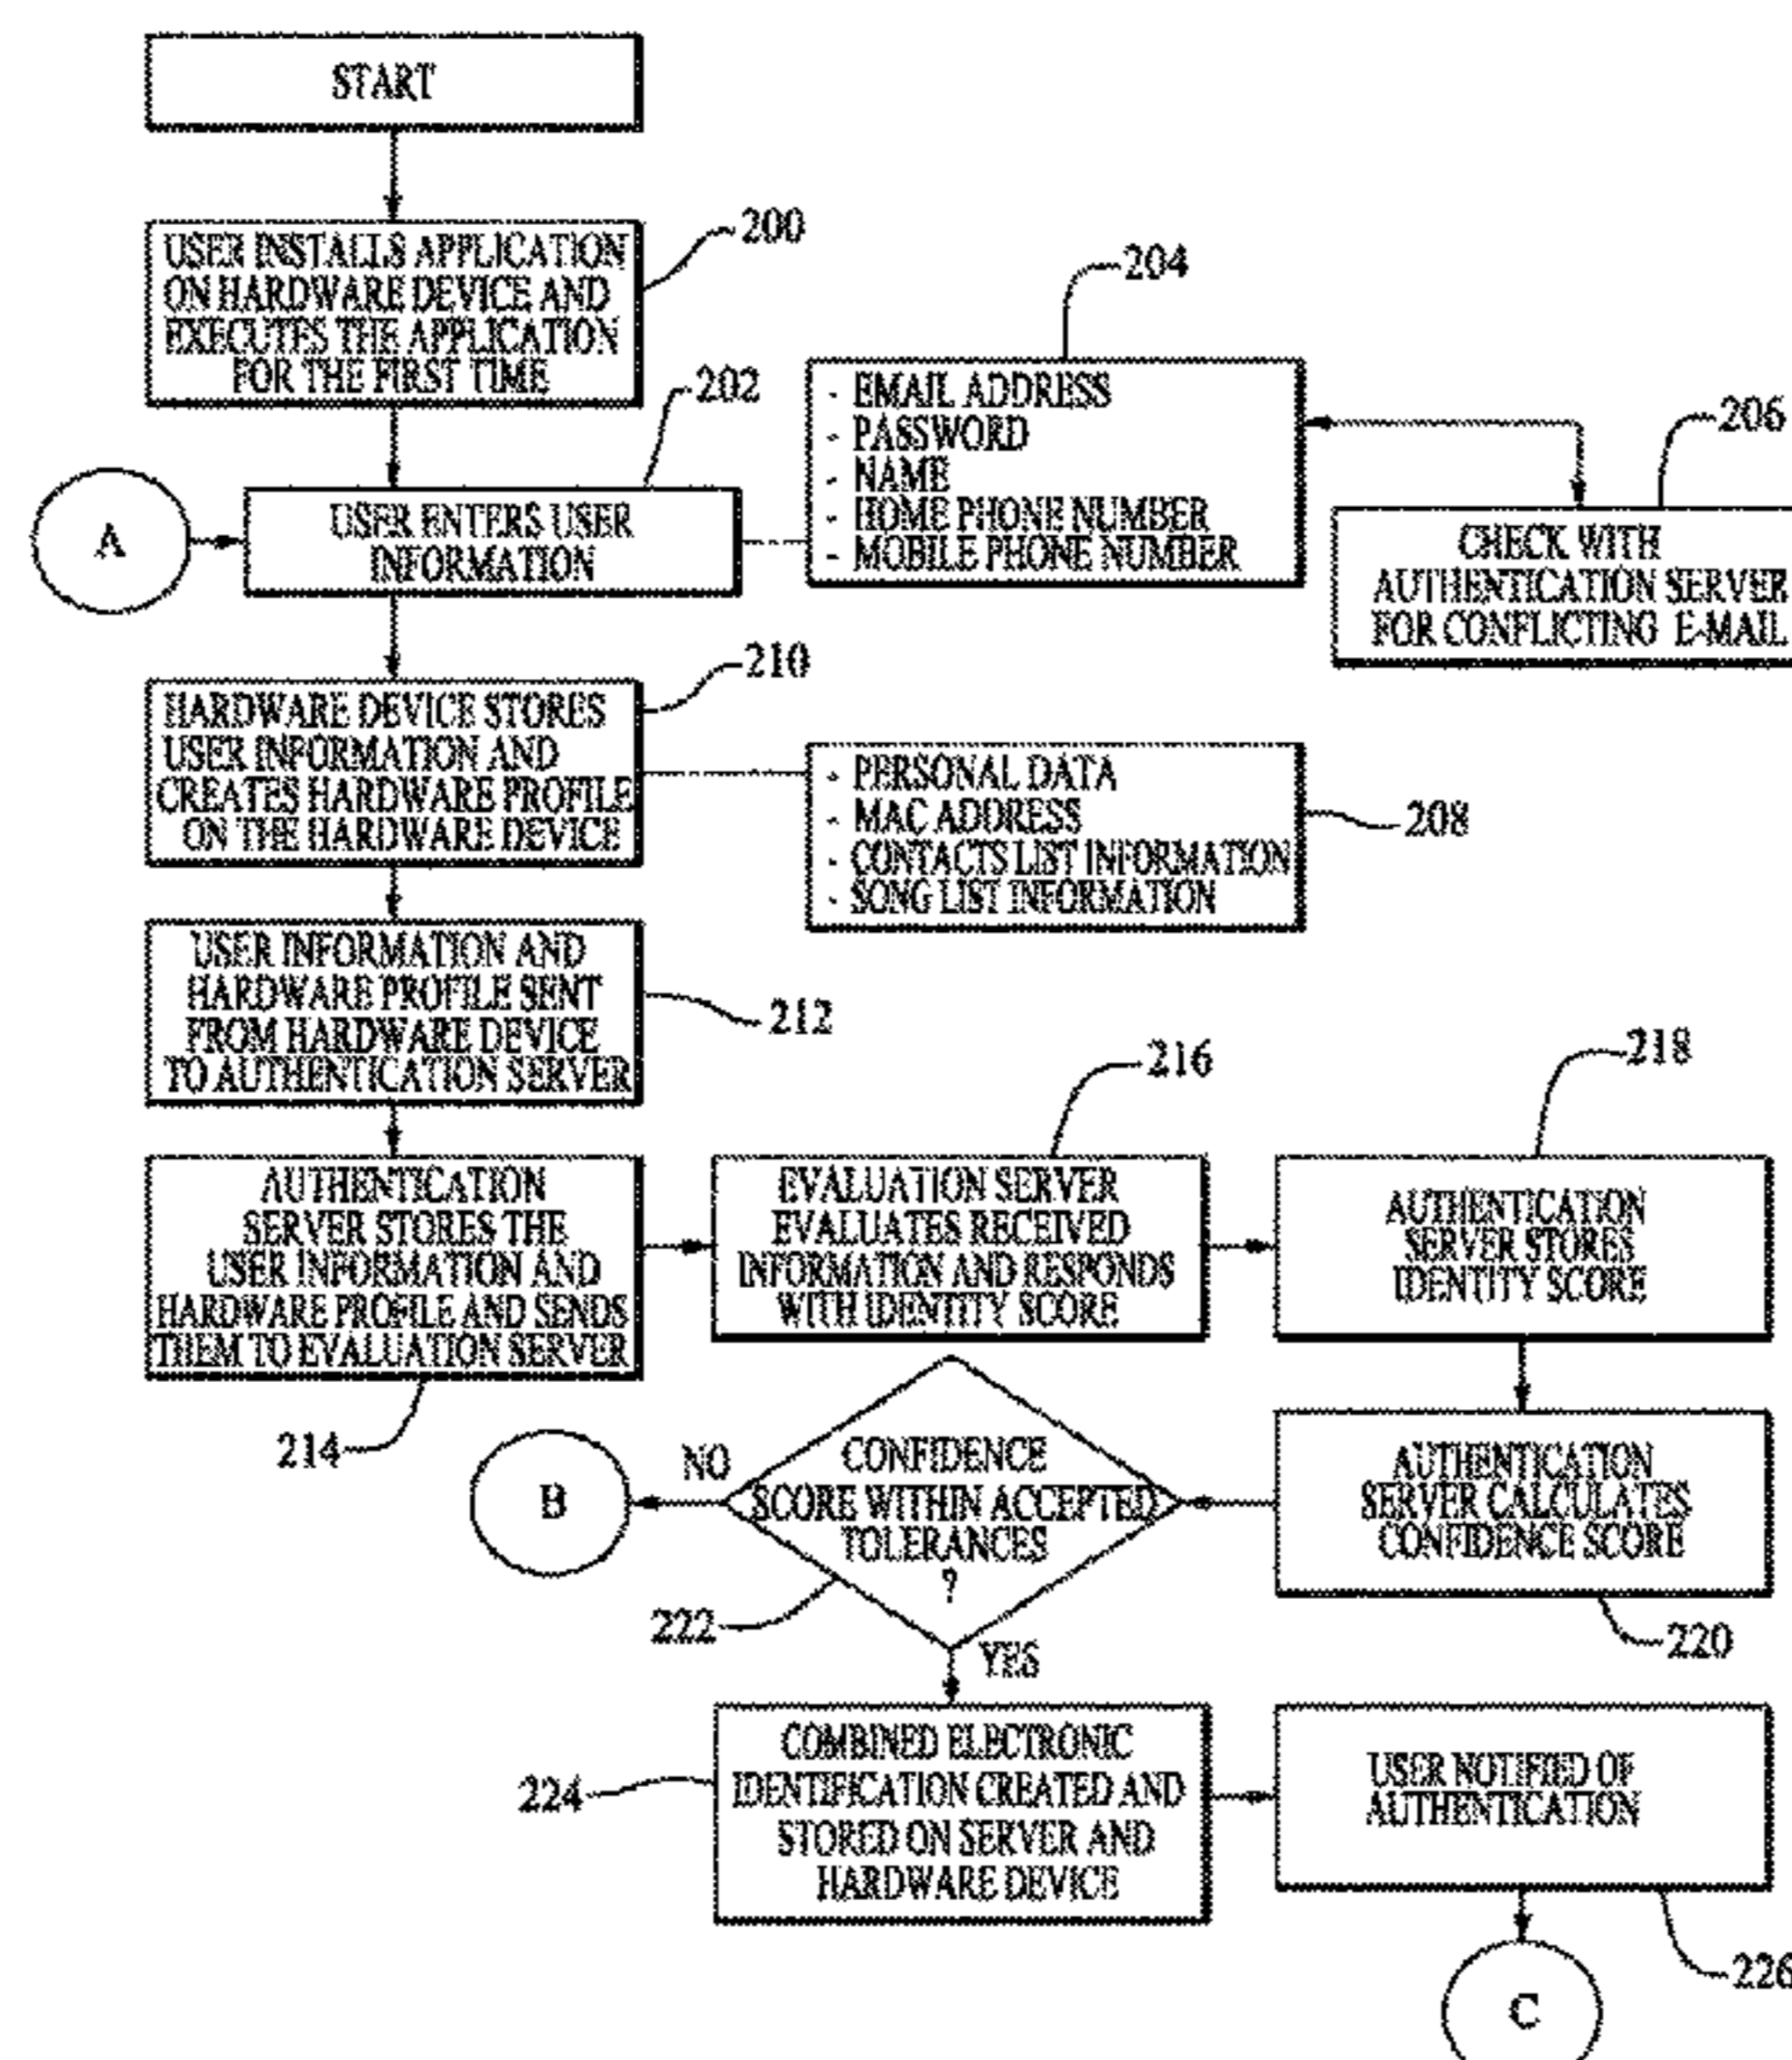 START
200
USER INSTALLS APPLICATION
ON HARDWARE DEVICE AND
EXECUTES THE APPLICATION
FOR THE FIRST TIME
202
204
- EMAIL ADDRESS
- PASSWORD
- NAME
- HOME PHONE NUMBER
- MOBILE PHONE NUMBER
206
CHECK WITH
AUTHENTICATION SERVER
FOR CONFLICTING E-MAIL
A
USER ENTERS USER
INFORMATION
210
HARDWARE DEVICE STORES
USER INFORMATION AND
CREATES HARDWARE PROFILE
ON THE HARDWARE DEVICE
- PERSONAL DATA
- MAC ADDRESS
- CONTACTS LIST INFORMATION
- SONG LIST INFORMATION
208
USER INFORMATION AND
HARDWARE PROFILE SENT
FROM HARDWARE DEVICE
TO AUTHENTICATION SERVER
212
216
218
AUTHENTICATION
SERVER STORES THE
USER INFORMATION AND
HARDWARE PROFILE AND SENDS
THEM TO EVALUATION SERVER
214
EVALUATION SERVER
EVALUATES RECEIVED
INFORMATION AND RESPONDS
WITH IDENTITY SCORE
AUTHENTICATION
SERVER STORES
IDENTITY SCORE
B
NO
CONFIDENCE
SCORE WITHIN ACCEPTED
TOLERANCES
?
222
YES
AUTHENTICATION
SERVER CALCULATES
CONFIDENCE SCORE
220
224
COMBINED ELECTRONIC
IDENTIFICATION CREATED AND
STORED ON SERVER AND
HARDWARE DEVICE
USER NOTIFIED OF
AUTHENTICATION
226
C